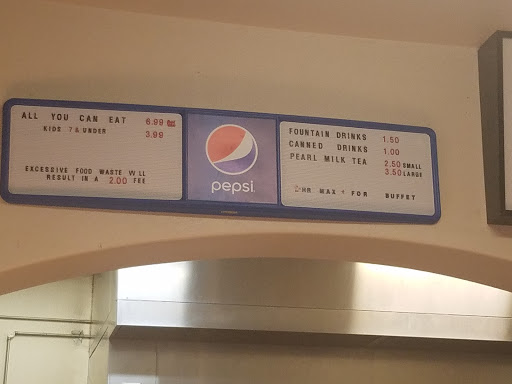 ALL YOU CAN EAT 6.99
KIDS 7 & UNDER 3.99
EXCESSIVE FOOD WASTE W LL
RESULT IN A 2.00 FEE
pepsi
FOUNTAIN DRINKS 1.50
CANNED DRINKS 1.00
PEARL MILK TEA 2.50 SMALL
3.50 LARGE
2-HR MAX FOR BUFFET